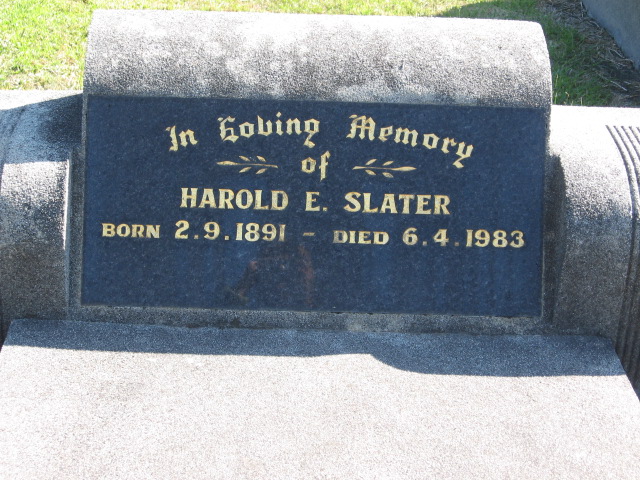 In Loving Memory
of
HAROLD E. SLATER
BORN 2.9.1891 - DIED 6.4.1983